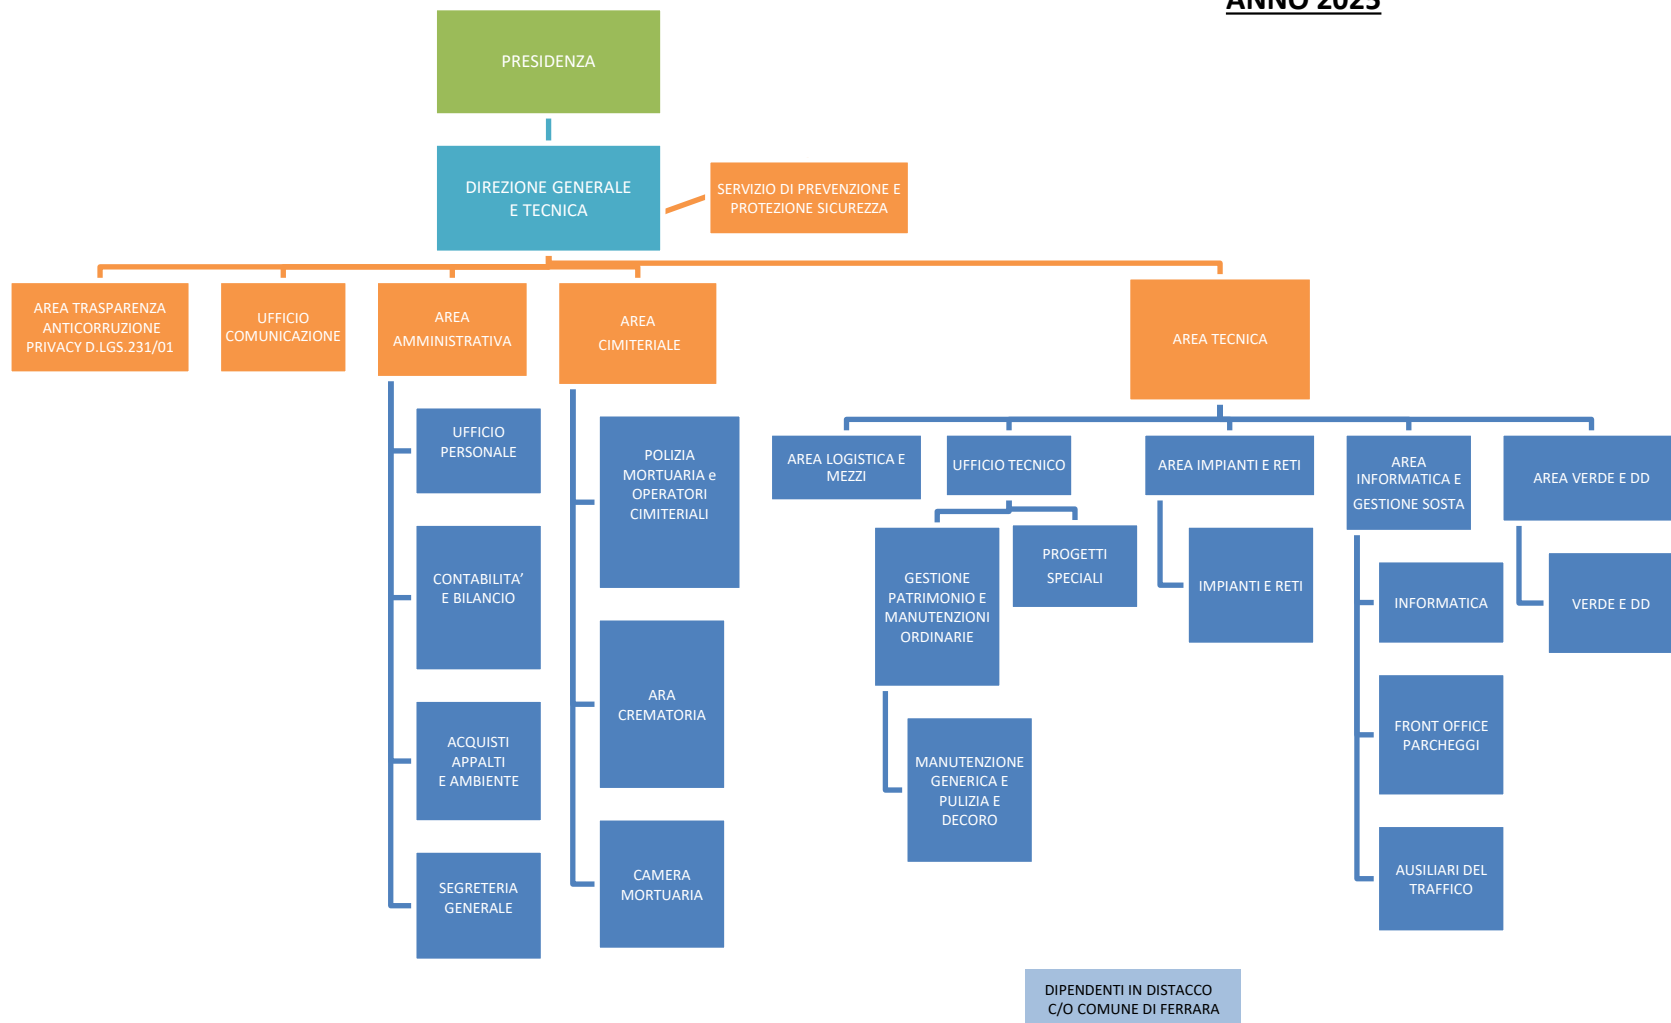 ANNO 2025
PRESIDENZA
DIREZIONE GENERALE
E TECNICA
SERVIZIO DI PREVENZIONE E
PROTEZIONE SICUREZZA
AREA TRASPARENZA
ANTICORRUZIONE
PRIVACY D.LGS.231/01
UFFICIO
COMUNICAZIONE
AREA
AMMINISTRATIVA
AREA
CIMITERIALE
AREA TECNICA
UFFICIO
PERSONALE
CONTABILITA’
E BILANCIO
ACQUISTI
APPALTI
E AMBIENTE
SEGRETERIA
GENERALE
POLIZIA
MORTUARIA e
OPERATORI
CIMITERIALI
ARA
CREMATORIA
CAMERA
MORTUARIA
AREA LOGISTICA E
MEZZI
UFFICIO TECNICO
GESTIONE
PATRIMONIO E
MANUTENZIONI
ORDINARIE
MANUTENZIONE
GENERICA E
PULIZIA E
DECORO
PROGETTI
SPECIALI
AREA IMPIANTI E RETI
IMPIANTI E RETI
AREA
INFORMATICA E
GESTIONE SOSTA
INFORMATICA
FRONT OFFICE
PARCHEGGI
AUSILIARI DEL
TRAFFICO
AREA VERDE E DD
VERDE E DD
DIPENDENTI IN DISTACCO
C/O COMUNE DI FERRARA